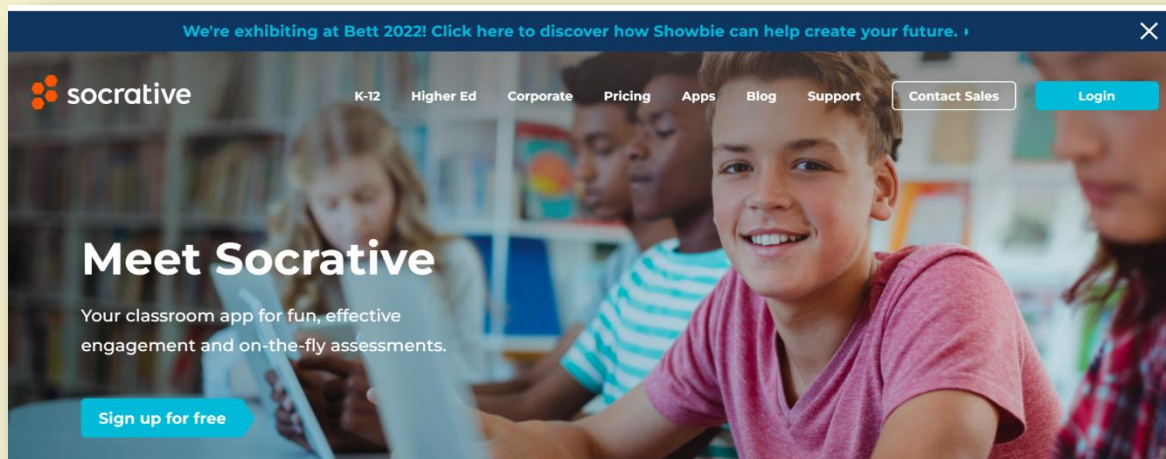 We're exhibiting at Bett 2022! Click here to discover how Showbie can help create your future.
socrative
K-12 Higher Ed Corporate Pricing Apps Blog Support Contact Sales Login
Meet Socrative
Your classroom app for fun, effective
engagement and on-the-fly assessments.
Sign up for free